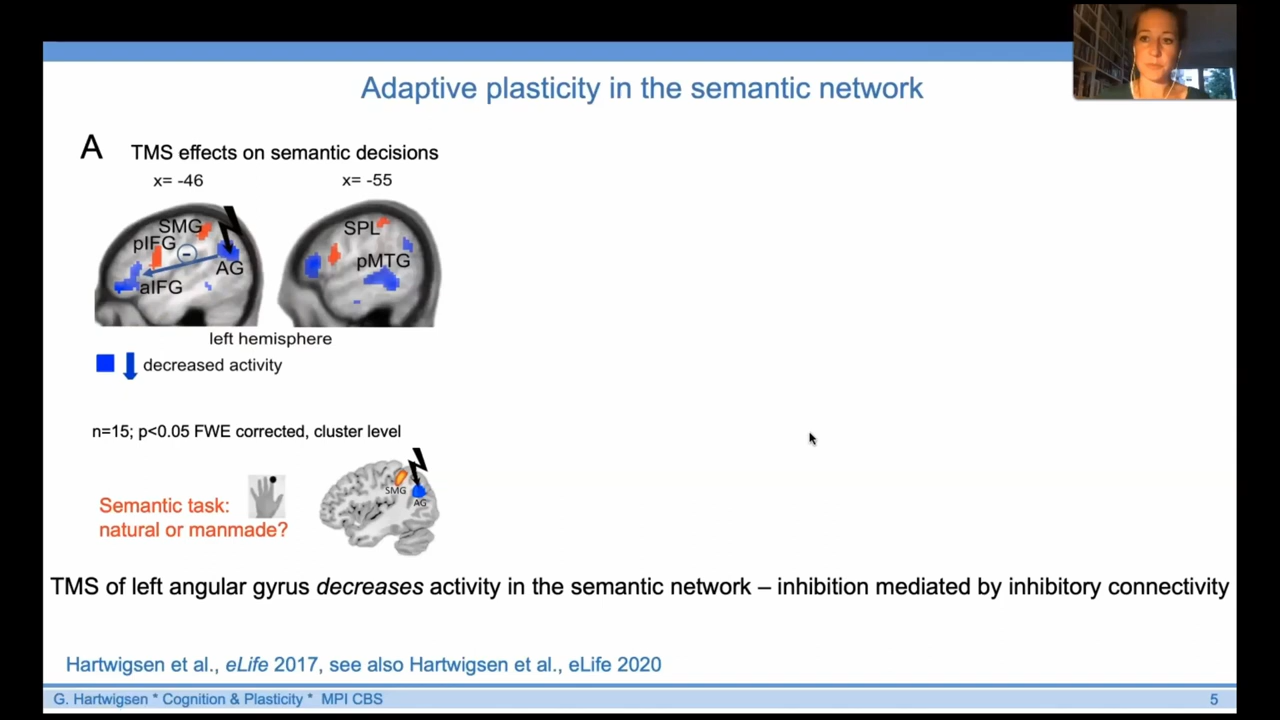 Adaptive plasticity in the semantic network
A TMS effects on semantic decisions
x= -46 x= -55
SMG SPL
pIFG
− pMTG
AG
aIFG
left hemisphere
decreased activity
n=15; p<0.05 FWE corrected, cluster level
SMG
AG
Semantic task:
natural or manmade?
TMS of left angular gyrus decreases activity in the semantic network – inhibition mediated by inhibitory connectivity
Hartwigsen et al., eLife 2017, see also Hartwigsen et al., eLife 2020
G. Hartwigsen * Cognition & Plasticity * MPI CBS 5